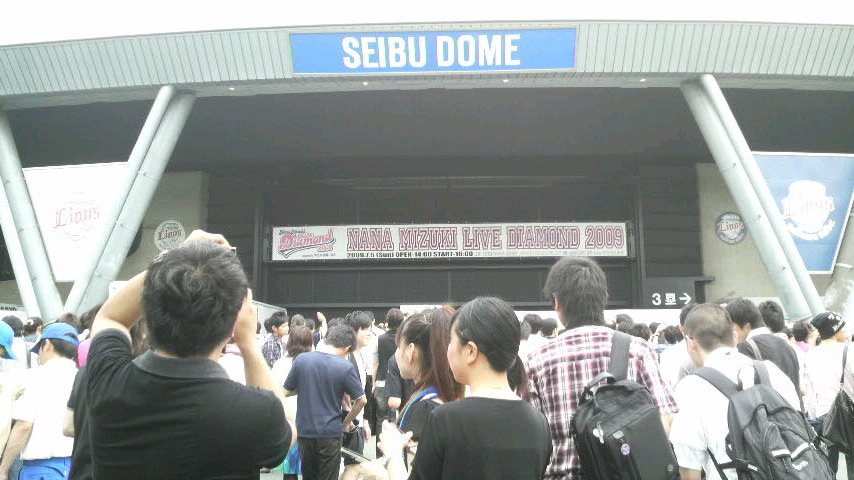 SEIBU DOME
Lions
Diamond
NANA MIZUKI LIVE DIAMOND 2009
2009.7.5 (Sun) OPEN-14:00 START-16:00
3 塁 →